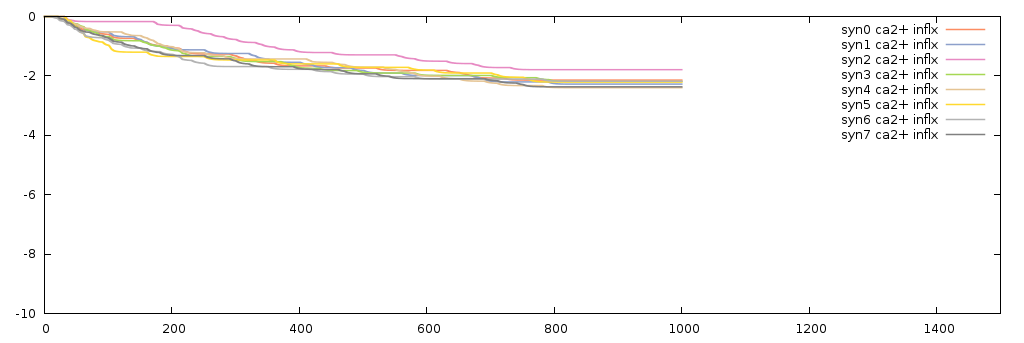 0
-2
-4
-6
-8
-10
0 200 400 600 800 1000 1200 1400
syn0 ca2+ inflx
syn1 ca2+ inflx
syn2 ca2+ inflx
syn3 ca2+ inflx
syn4 ca2+ inflx
syn5 ca2+ inflx
syn6 ca2+ inflx
syn7 ca2+ inflx